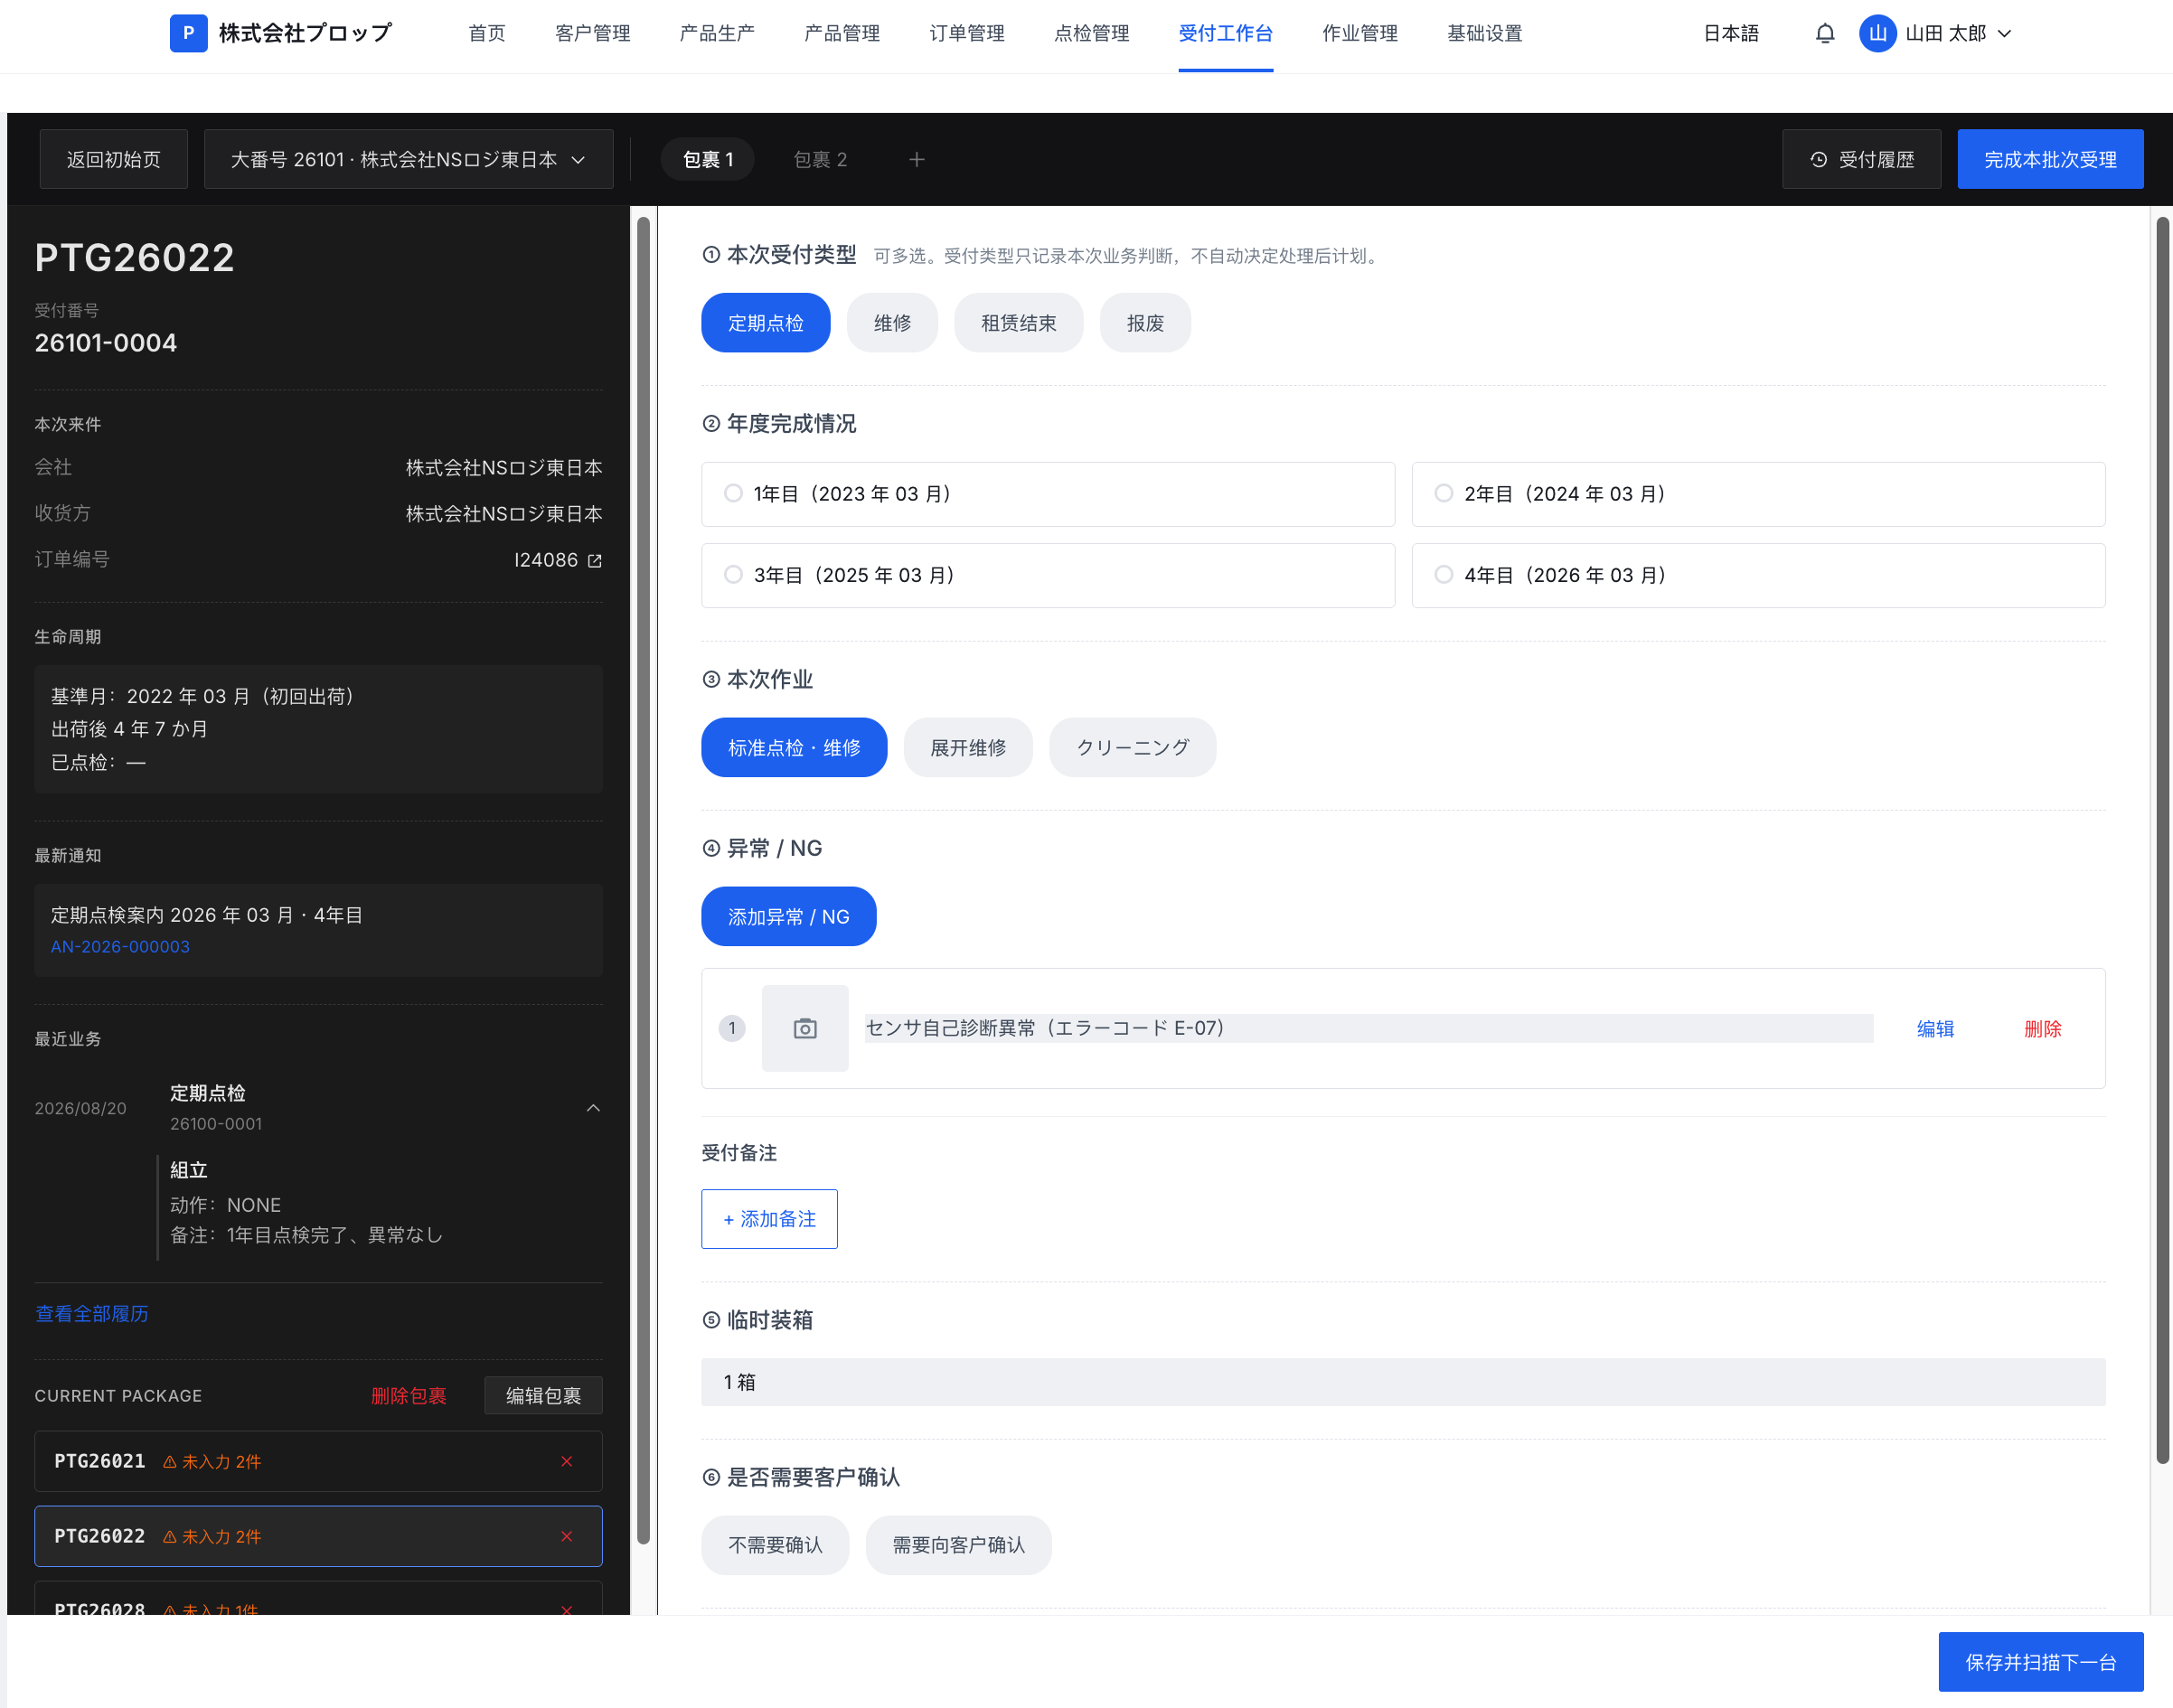 P 株式会社プロップ 首页 客户管理 产品生产 产品管理 订单管理 点检管理 受付工作台 作业管理 基础设置 日本語 山 山田 太郎
返回初始页 大番号 26101 · 株式会社NSロジ東日本 包裹 1 包裹 2 + 受付履歴 完成本批次受理
PTG26022
受付番号
26101-0004
本次来件
会社 株式会社NSロジ東日本
收货方 株式会社NSロジ東日本
订单编号 I24086
生命周期
基準月：2022 年 03 月（初回出荷）
出荷後 4 年 7 か月
已点检：—
最新通知
定期点検案内 2026 年 03 月 · 4年目
AN-2026-000003
最近业务
2026/08/20 定期点检
26100-0001
組立
动作：NONE
备注：1年目点検完了、異常なし
查看全部履历
CURRENT PACKAGE 删除包裹 编辑包裹
PTG26021 未入力 2件 ×
PTG26022 未入力 2件 ×
PTG26028 未入力 1件 ×
① 本次受付类型 可多选。受付类型只记录本次业务判断，不自动决定处理后计划。
定期点检 维修 租赁结束 报废
② 年度完成情况
1年目（2023 年 03 月） 2年目（2024 年 03 月）
3年目（2025 年 03 月） 4年目（2026 年 03 月）
③ 本次作业
标准点检 · 维修 展开维修 クリーニング
④ 异常 / NG
添加异常 / NG
1 センサ自己診断異常（エラーコード E-07） 编辑 删除
受付备注
+ 添加备注
⑤ 临时装箱
1 箱
⑥ 是否需要客户确认
不需要确认 需要向客户确认
保存并扫描下一台